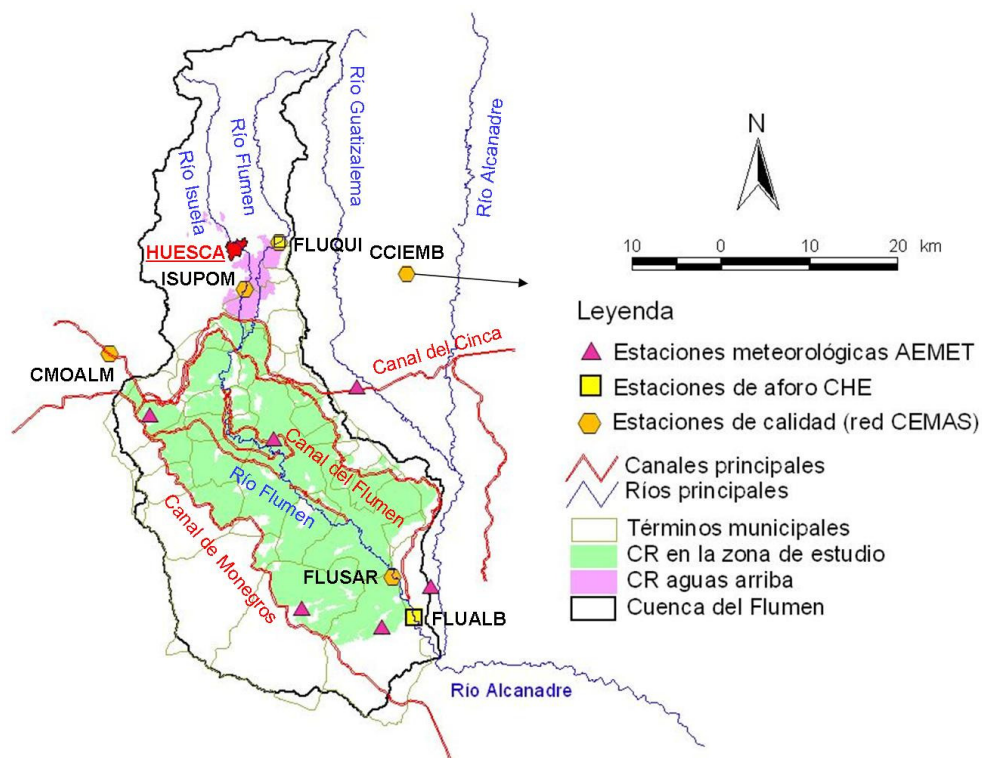 Río Guatizalema
Río Alcanadre
Río Flumen
Río Isuela
HUESCA
FLUQUI
CCIEMB
ISUPOM
CMOALM
Canal del Cinca
Canal del Flumen
Río Flumen
Canal de Monegros
FLUSAR
FLUALB
Río Alcanadre
N
10 0 10 20 km
Leyenda
Estaciones meteorológicas AEMET
Estaciones de aforo CHE
Estaciones de calidad (red CEMAS)
Canales principales
Ríos principales
Términos municipales
CR en la zona de estudio
CR aguas arriba
Cuenca del Flumen